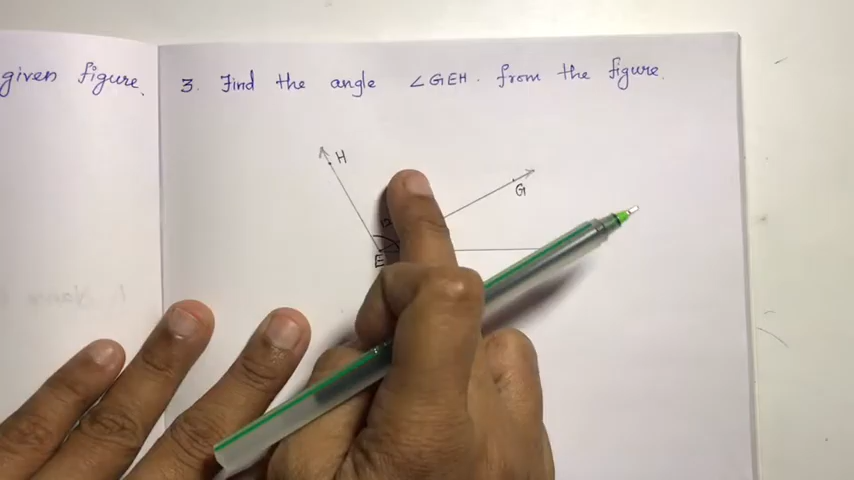 given figure.
3. Find the angle ∠GEH. from the figure.
H
G
E